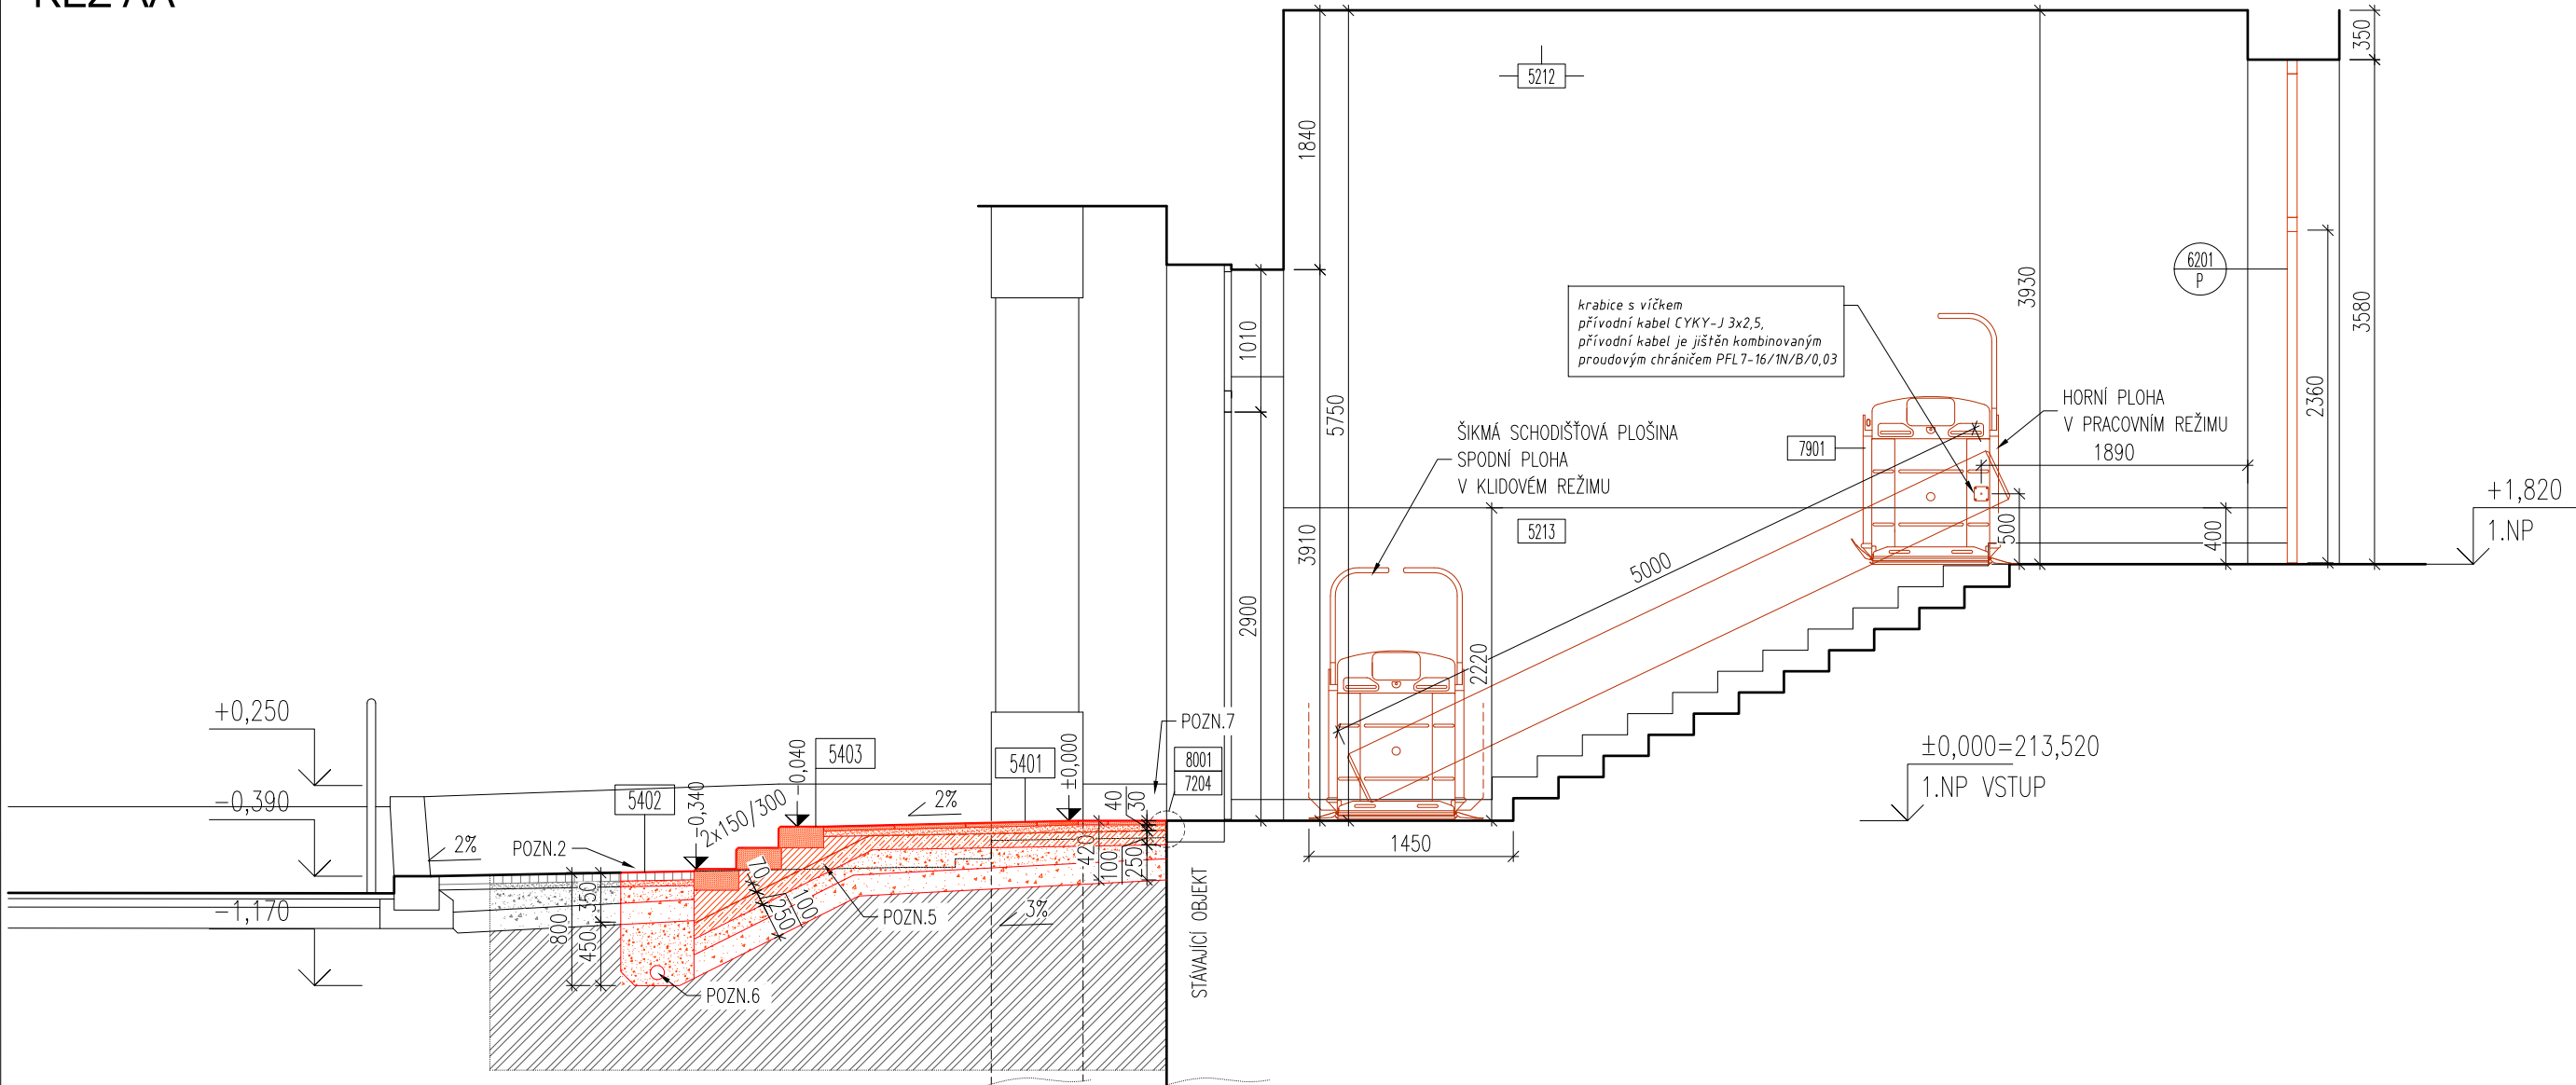 ŘEZ AA
5212
350
1840
3930
6201
P
3580
1010
krabice s víčkem
přívodní kabel CYKY-J 3x2,5,
přívodní kabel je jištěn kombinovaným
proudovým chráničem PFL7-16/1N/B/0,03
2360
5750
HORNÍ PLOHA
V PRACOVNÍM REŽIMU
1890
ŠIKMÁ SCHODIŠŤOVÁ PLOŠINA
SPODNÍ PLOHA
V KLIDOVÉM REŽIMU
7901
+1,820
1.NP
3910
5213
500
400
5000
2900
2220
+0,250
POZN.7
±0,000=213,520
1.NP VSTUP
-0,040
5403
5401
±0,000
8001
7204
-0,390
5402
-0,340
2x150/300
2%
40
30
2%
POZN.2
1450
420
100
250
70
100
250
350
800
450
-1,170
POZN.5
3%
STÁVAJÍCÍ OBJEKT
POZN.6